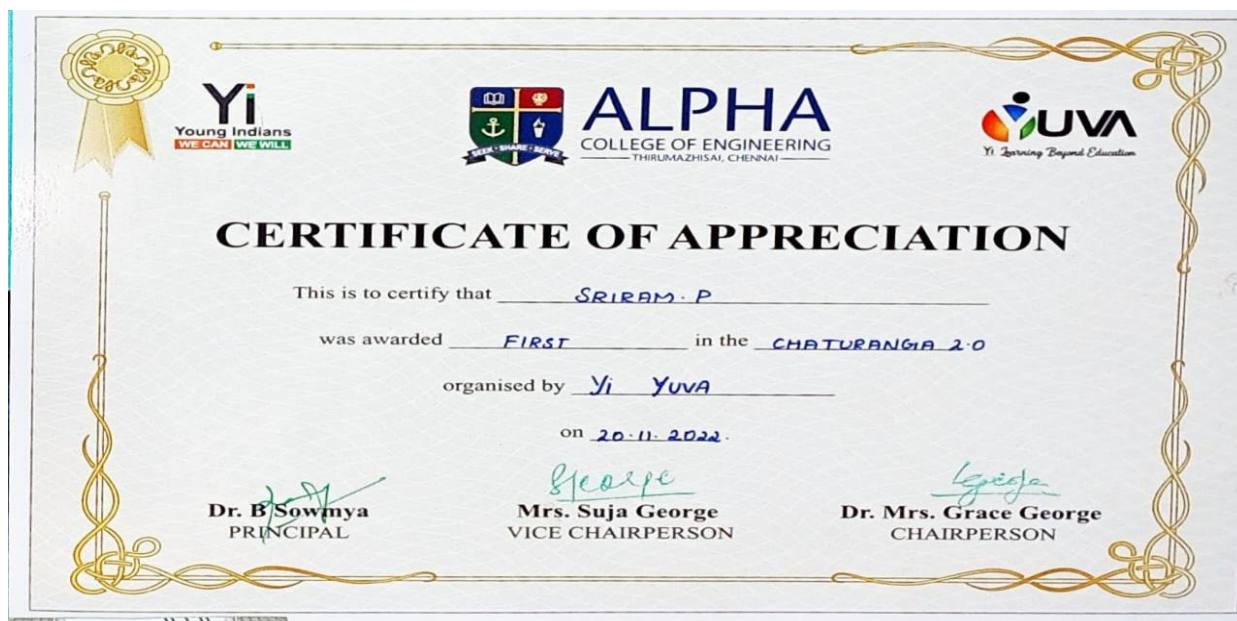 Yi
Young Indians
WE CAN WE WILL
SEEK · SHARE · SERVE
ALPHA
COLLEGE OF ENGINEERING
THIRUMAZHISAI, CHENNAI
YUVA
Yi Learning Beyond Education
CERTIFICATE OF APPRECIATION
This is to certify that SRIRAM. P
was awarded FIRST in the CHATURANGA 2.0
organised by Yi YUVA
on 20.11.2022.
George
Dr. B Sowmya
PRINCIPAL
Mrs. Suja George
VICE CHAIRPERSON
Dr. Mrs. Grace George
CHAIRPERSON